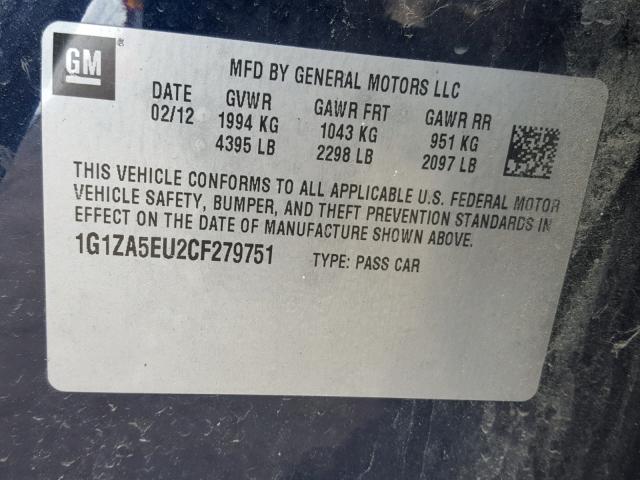 GM
MFD BY GENERAL MOTORS LLC
DATE GVWR GAWR FRT GAWR RR
02/12 1994 KG 1043 KG 951 KG
4395 LB 2298 LB 2097 LB
THIS VEHICLE CONFORMS TO ALL APPLICABLE U.S. FEDERAL MOTOR
VEHICLE SAFETY, BUMPER, AND THEFT PREVENTION STANDARDS IN
EFFECT ON THE DATE OF MANUFACTURE SHOWN ABOVE.
1G1ZA5EU2CF279751 TYPE: PASS CAR